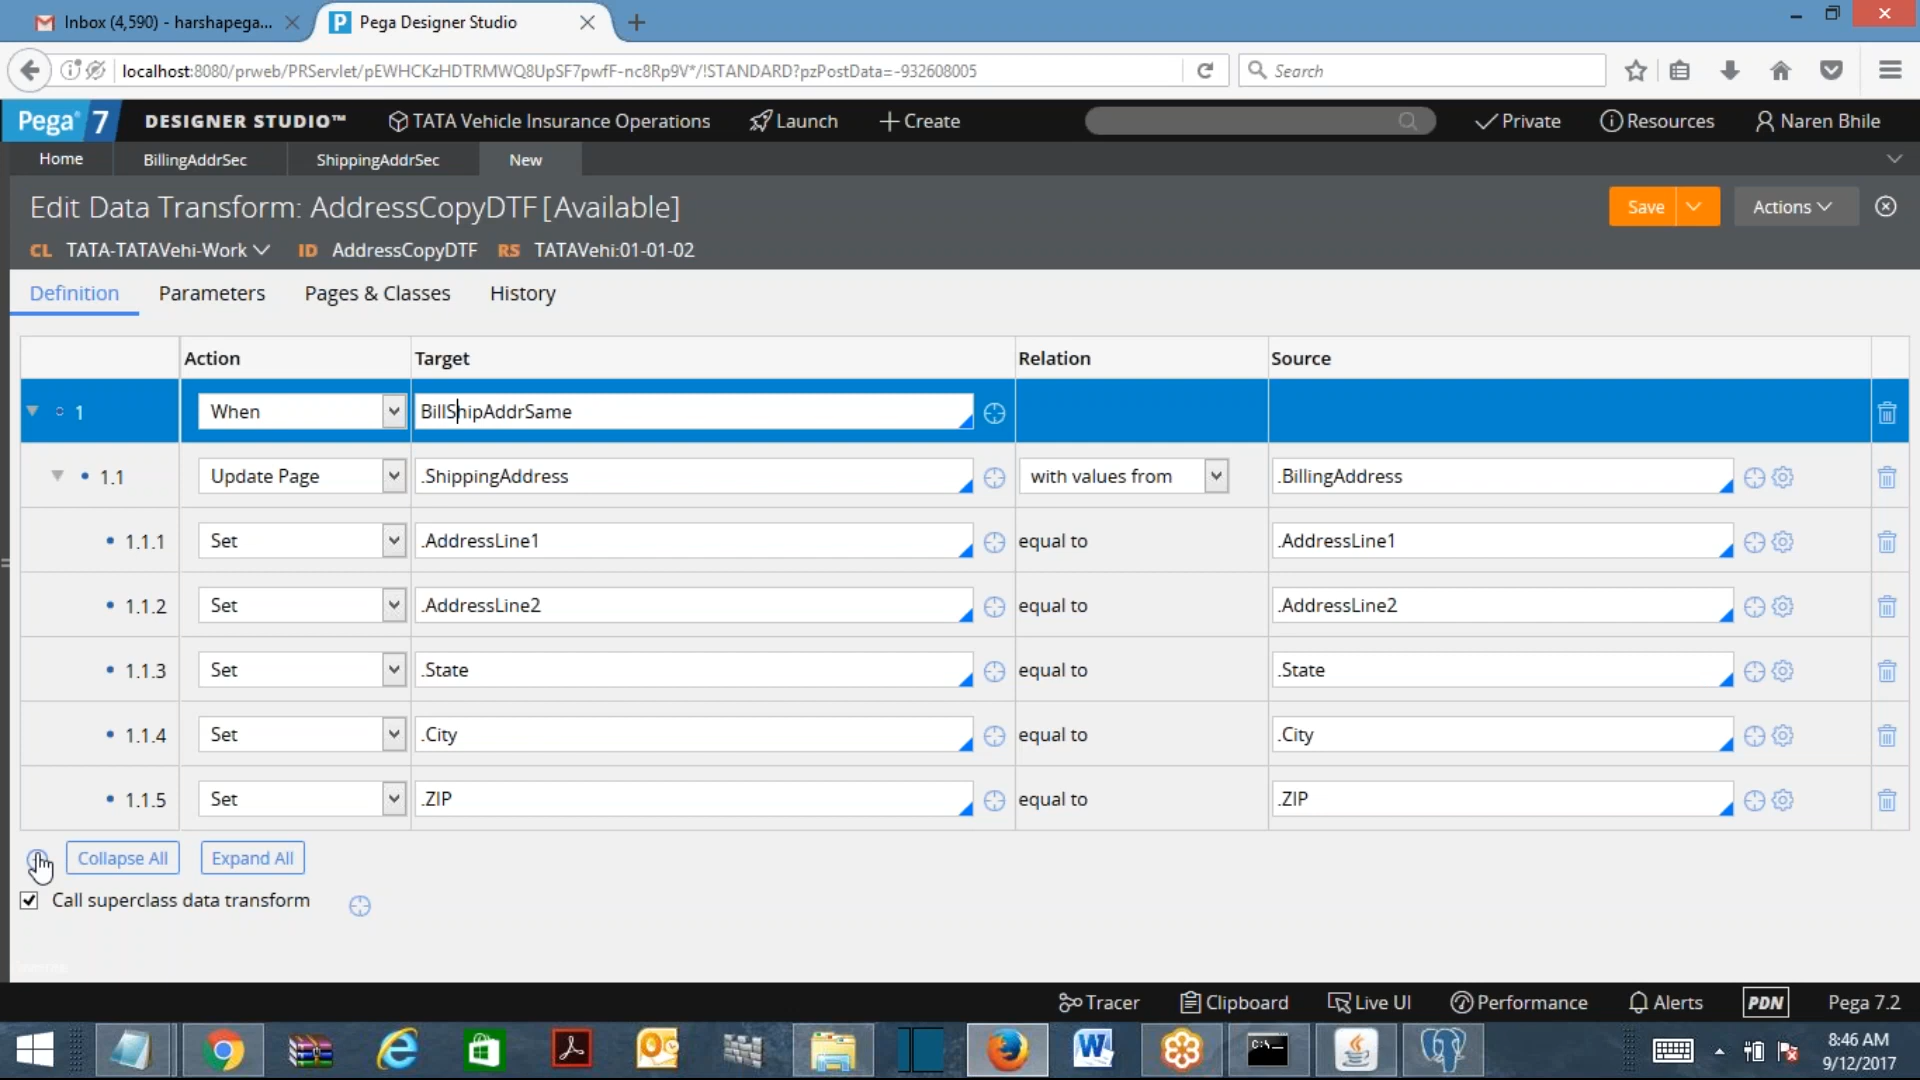 Inbox (4,590) - harshapega...
Pega Designer Studio
localhost:8080/prweb/PRServlet/pEWHCKzHDTRMWQ8UpSF7pwfF-nc8Rp9V*/!STANDARD?pzPostData=-932608005
Search
Pega 7 DESIGNER STUDIO™ TATA Vehicle Insurance Operations Launch Create Private Resources Naren Bhile
Home BillingAddrSec ShippingAddrSec New
Edit Data Transform: AddressCopyDTF [Available]
Save Actions
CL TATA-TATAVehi-Work ID AddressCopyDTF RS TATAVehi:01-01-02
Definition Parameters Pages & Classes History
Action Target Relation Source
1 When BillShipAddrSame
1.1 Update Page .ShippingAddress with values from .BillingAddress
1.1.1 Set .AddressLine1 equal to .AddressLine1
1.1.2 Set .AddressLine2 equal to .AddressLine2
1.1.3 Set .State equal to .State
1.1.4 Set .City equal to .City
1.1.5 Set .ZIP equal to .ZIP
Collapse All Expand All
Call superclass data transform
Tracer Clipboard Live UI Performance Alerts PDN Pega 7.2
8:46 AM
9/12/2017